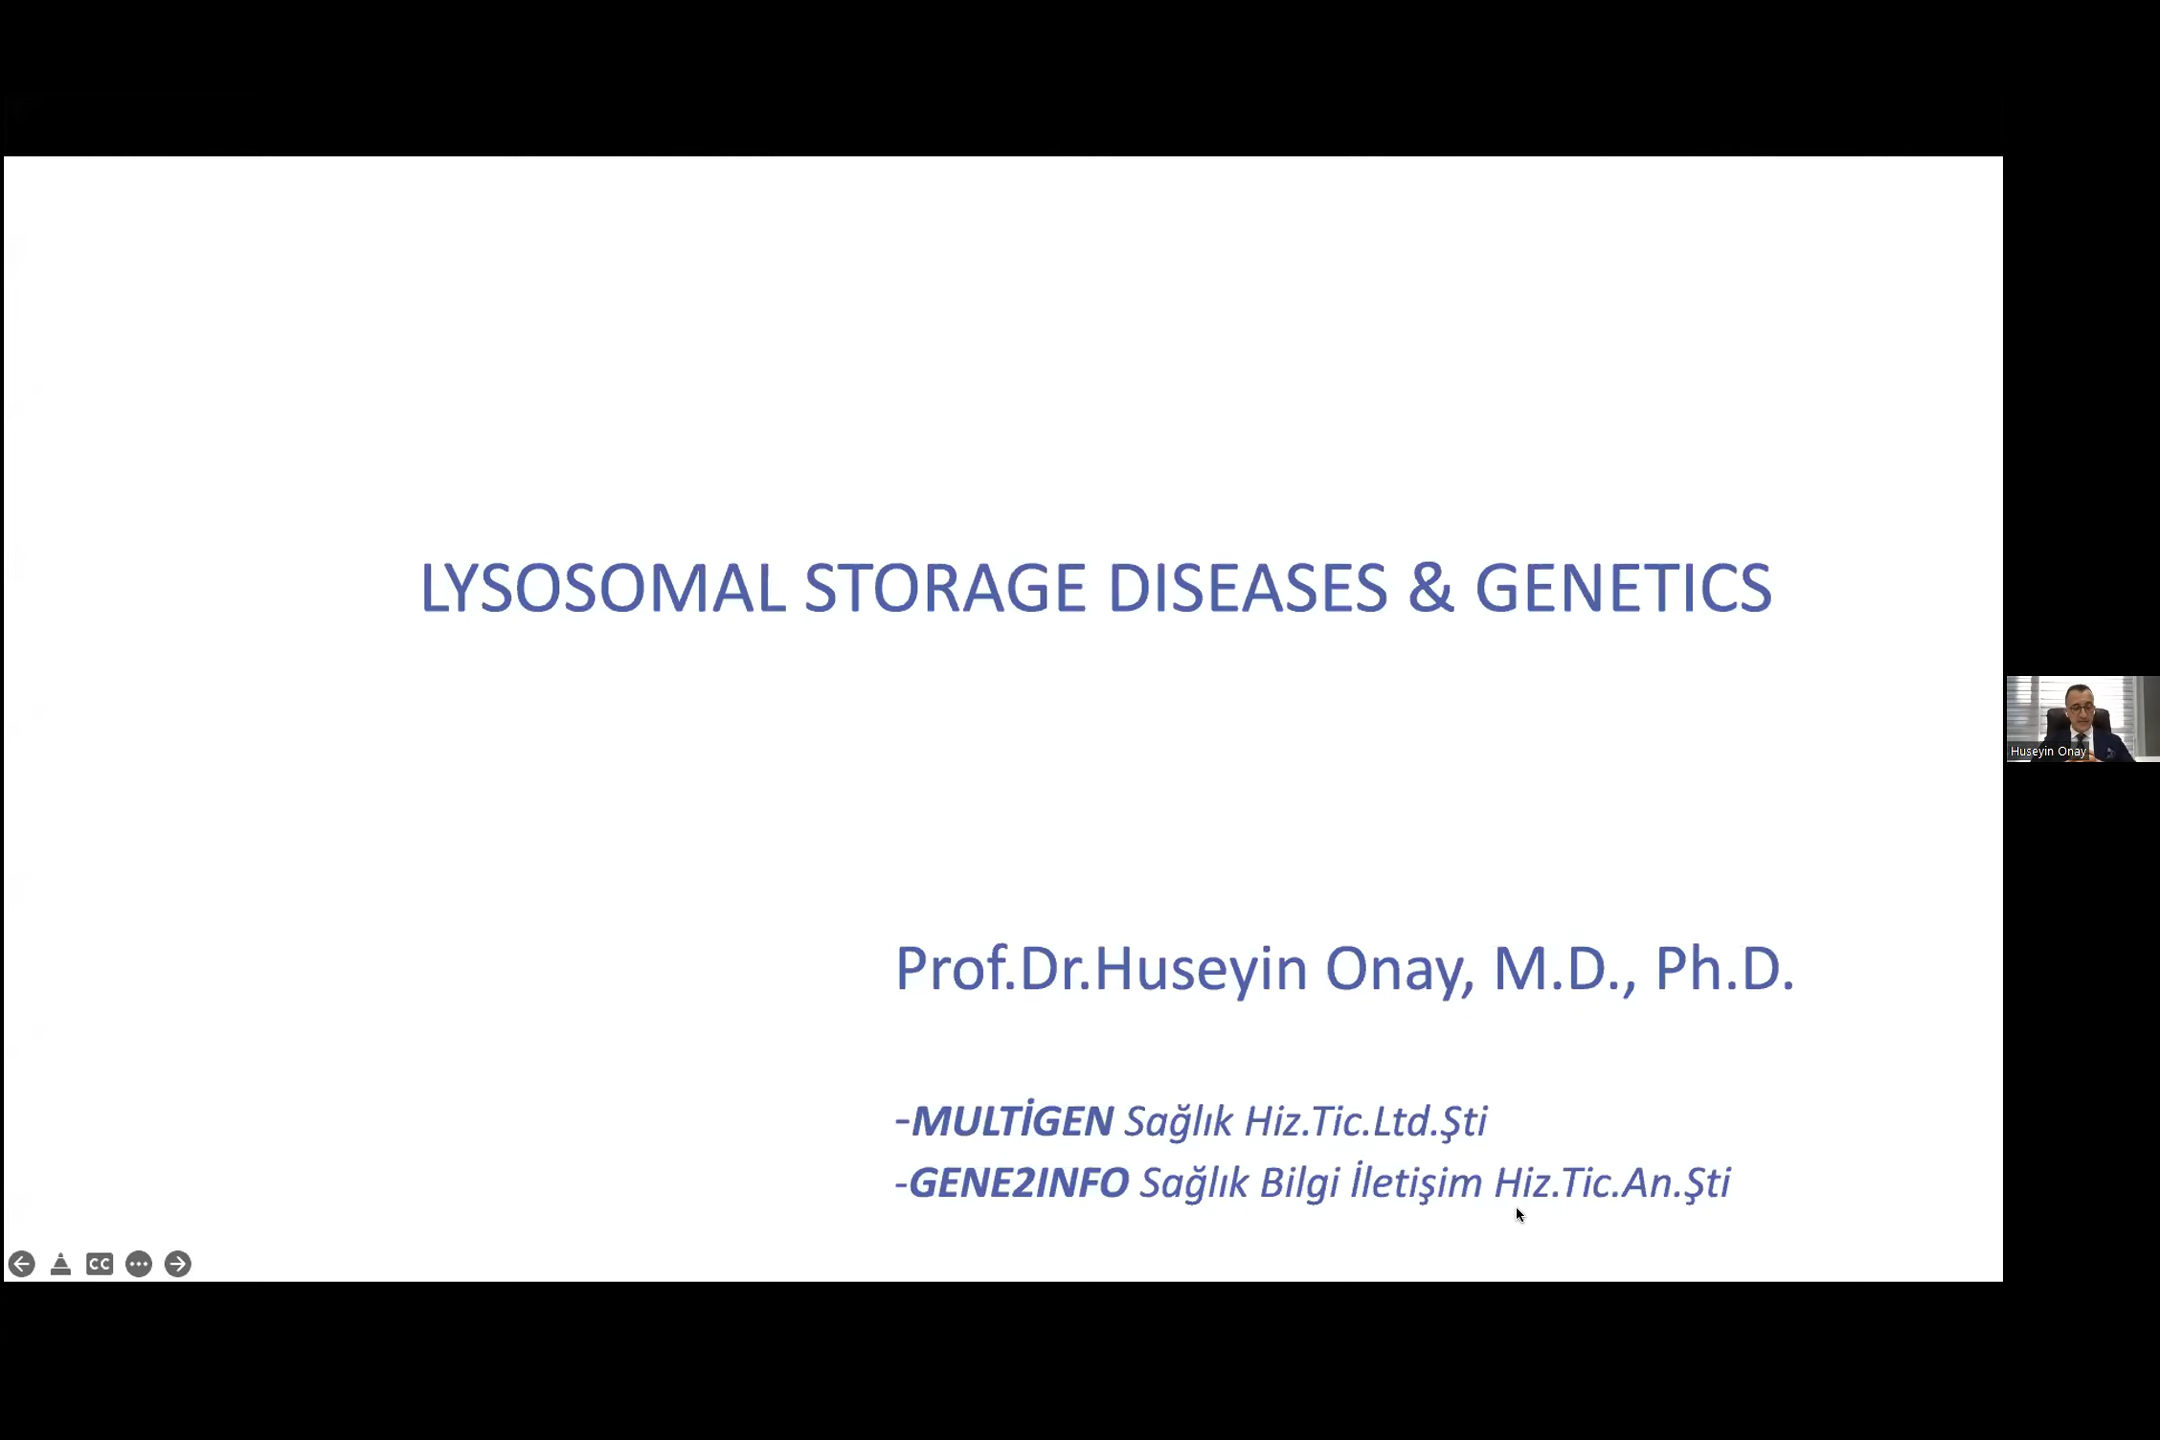 LYSOSOMAL STORAGE DISEASES & GENETICS
Huseyin Onay
Prof.Dr.Huseyin Onay, M.D., Ph.D.
-MULTİGEN Sağlık Hiz.Tic.Ltd.Şti
-GENE2INFO Sağlık Bilgi İletişim Hiz.Tic.An.Şti
CC